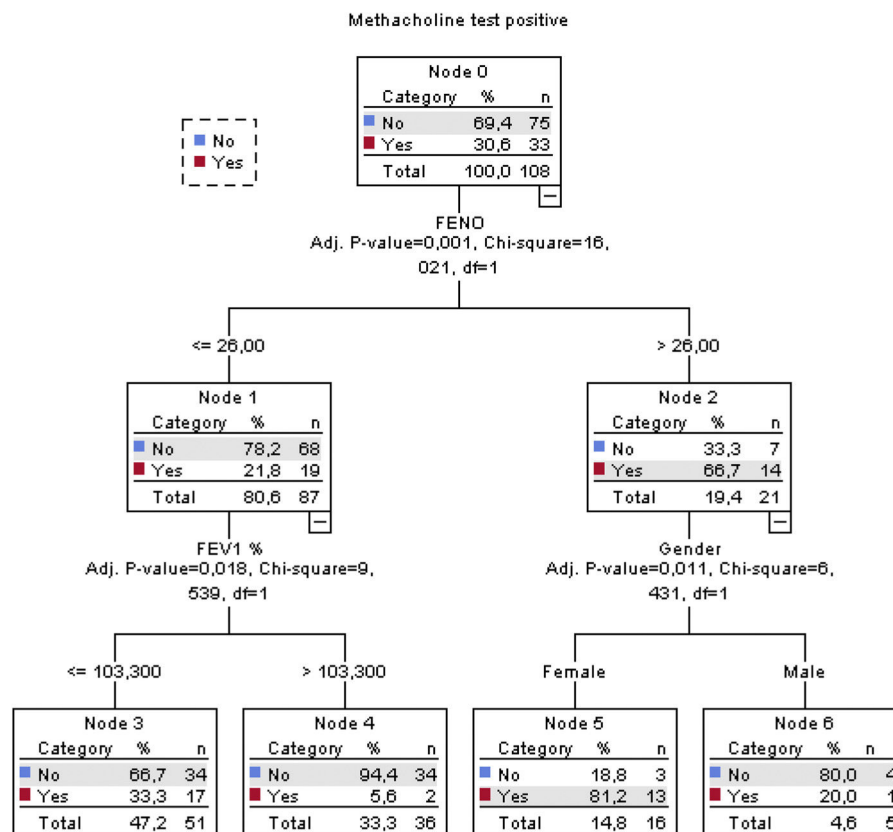 Methacholine test positive
No
Yes
Node 0
Category % n
No 69,4 75
Yes 30,6 33
Total 100,0 108
FENO
Adj. P-value=0,001, Chi-square=16,
021, df=1
<= 26,00
> 26,00
Node 1
Category % n
No 78,2 68
Yes 21,8 19
Total 80,6 87
Node 2
Category % n
No 33,3 7
Yes 66,7 14
Total 19,4 21
FEV1 %
Adj. P-value=0,018, Chi-square=9,
539, df=1
Gender
Adj. P-value=0,011, Chi-square=6,
431, df=1
<= 103,300
> 103,300
Female
Male
Node 3
Category % n
No 66,7 34
Yes 33,3 17
Total 47,2 51
Node 4
Category % n
No 94,4 34
Yes 5,6 2
Total 33,3 36
Node 5
Category % n
No 18,8 3
Yes 81,2 13
Total 14,8 16
Node 6
Category % n
No 80,0 4
Yes 20,0 1
Total 4,6 5